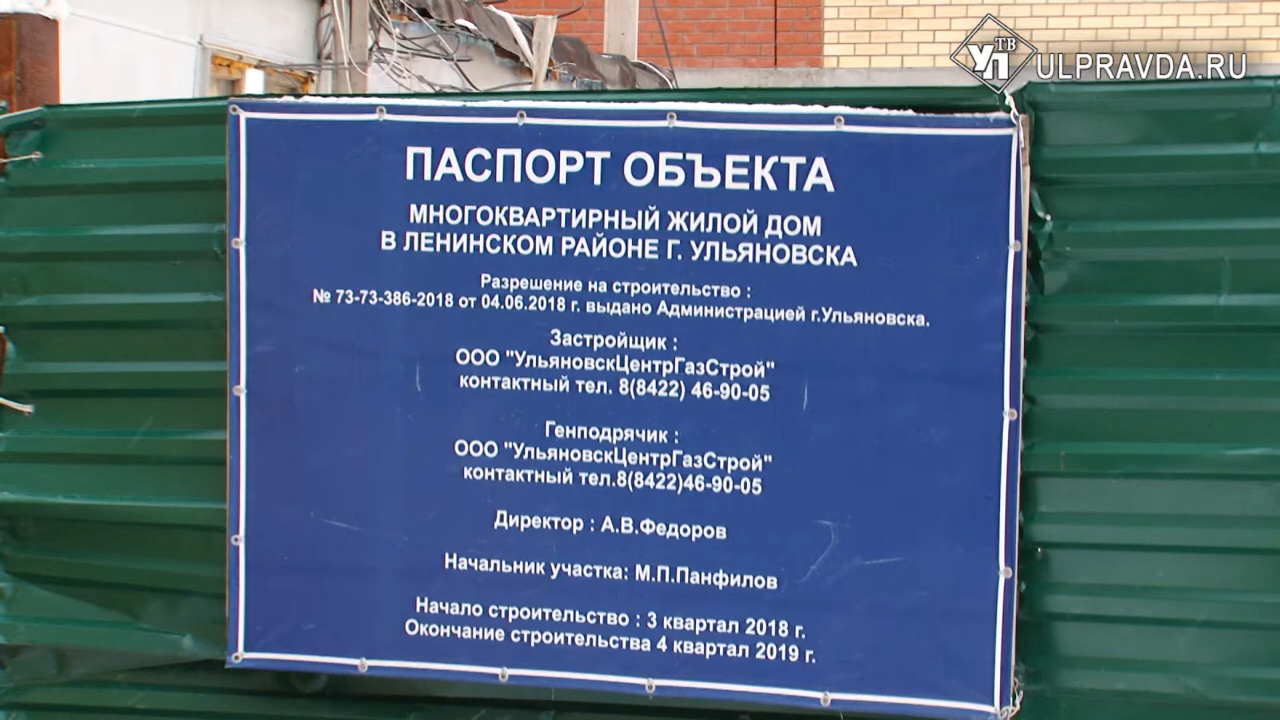 УП ТВ ULPRAVDA.RU
ПАСПОРТ ОБЪЕКТА
МНОГОКВАРТИРНЫЙ ЖИЛОЙ ДОМ
В ЛЕНИНСКОМ РАЙОНЕ Г. УЛЬЯНОВСКА
Разрешение на строительство :
№ 73-73-386-2018 от 04.06.2018 г. выдано Администрацией г.Ульяновска.
Застройщик :
ООО "УльяновскЦентрГазСтрой"
контактный тел. 8(8422) 46-90-05
Генподрячик :
ООО "УльяновскЦентрГазСтрой"
контактный тел.8(8422)46-90-05
Директор : А.В.Федоров
Начальник участка: М.П.Панфилов
Начало строительство : 3 квартал 2018 г.
Окончание строительства 4 квартал 2019 г.